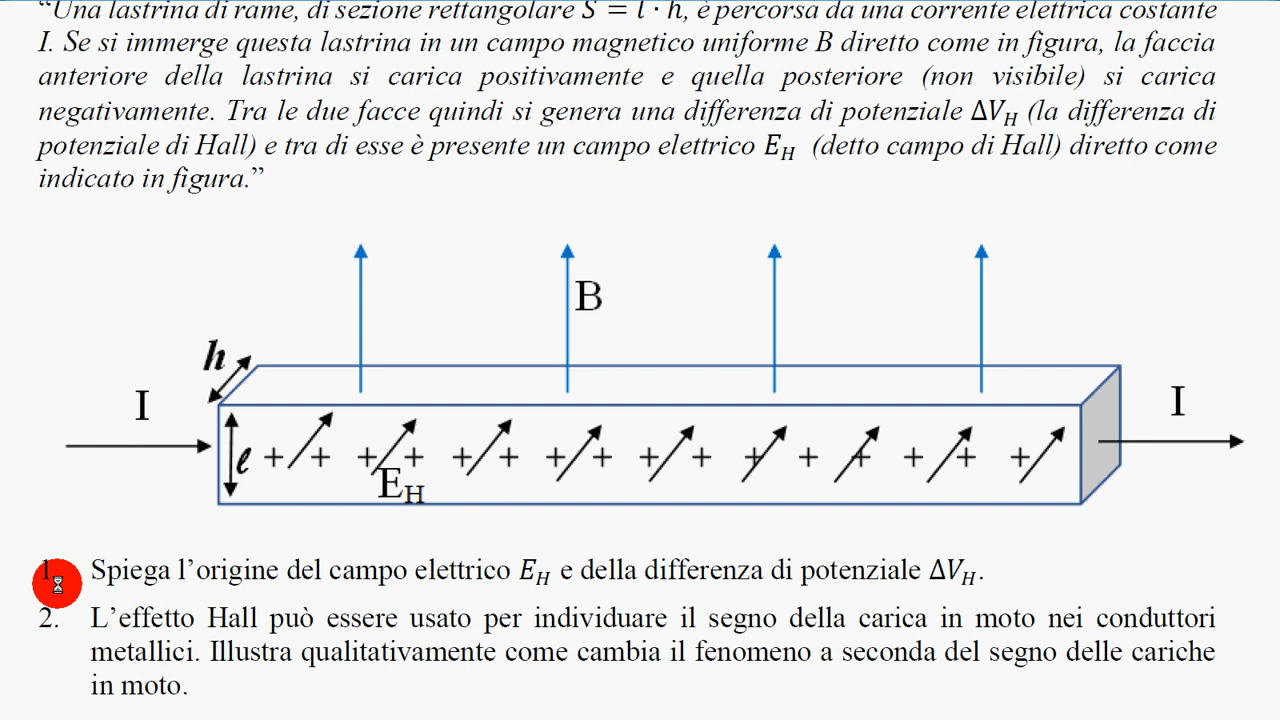 “Una lastrina di rame, di sezione rettangolare S = l · h, è percorsa da una corrente elettrica costante
I. Se si immerge questa lastrina in un campo magnetico uniforme B diretto come in figura, la faccia
anteriore della lastrina si carica positivamente e quella posteriore (non visibile) si carica
negativamente. Tra le due facce quindi si genera una differenza di potenziale ΔV_H (la differenza di
potenziale di Hall) e tra di esse è presente un campo elettrico E_H (detto campo di Hall) diretto come
indicato in figura.”
B
h
I
I
ℓ + + + + + + + + + + + + + + + + +
E_H
1. Spiega l’origine del campo elettrico E_H e della differenza di potenziale ΔV_H.
2. L’effetto Hall può essere usato per individuare il segno della carica in moto nei conduttori
metallici. Illustra qualitativamente come cambia il fenomeno a seconda del segno delle cariche
in moto.